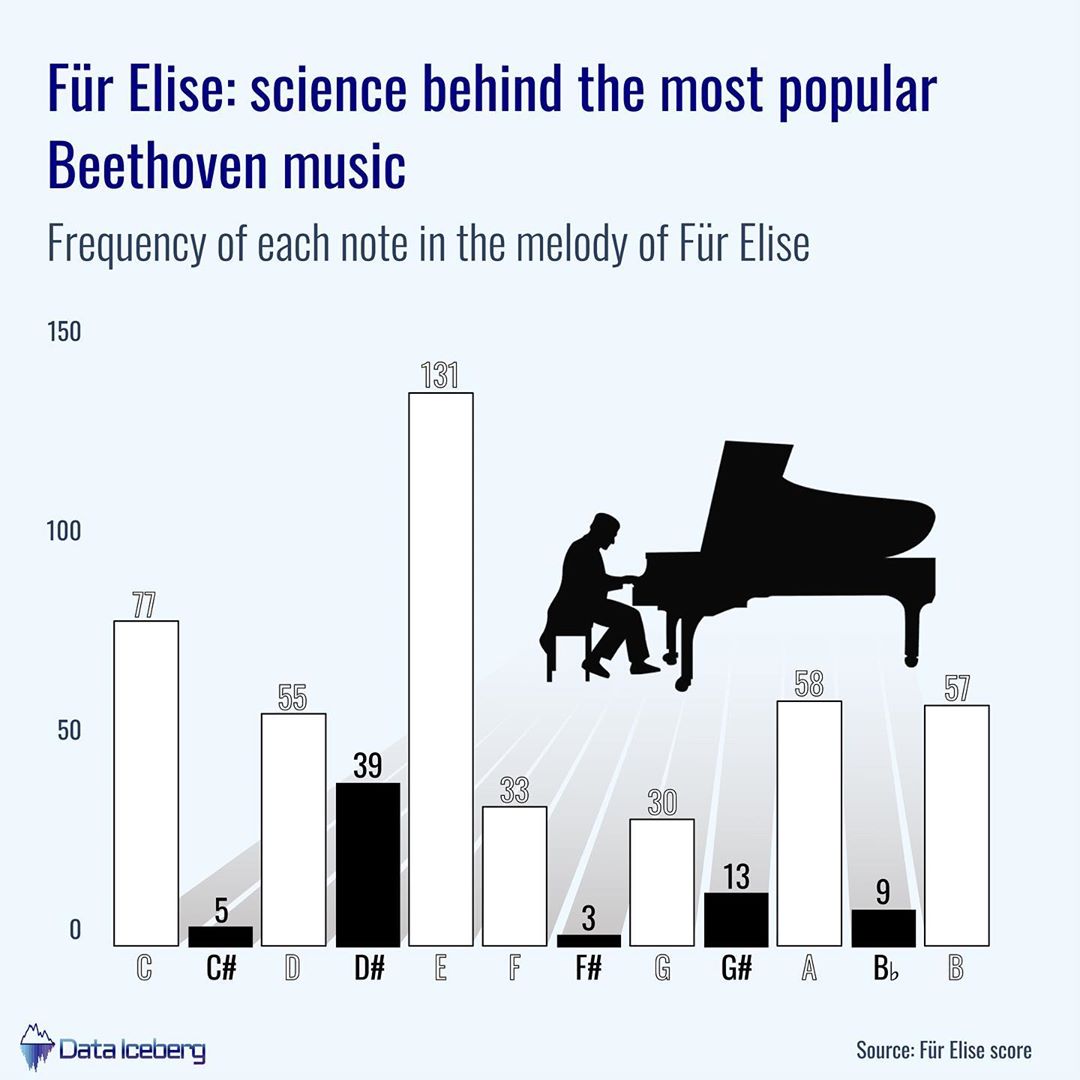 Für Elise: science behind the most popular
Beethoven music
Frequency of each note in the melody of Für Elise
150
100
50
0
77
5
55
39
131
33
3
30
13
58
9
57
C C# D D# E F F# G G# A B♭ B
Data Iceberg
Source: Für Elise score